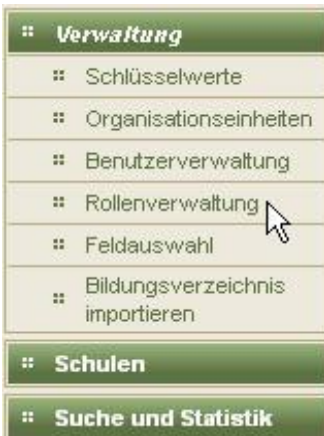 Verwaltung
Schlüsselwerte
Organisationseinheiten
Benutzerverwaltung
Rollenverwaltung
Feldauswahl
Bildungsverzeichnis
importieren
Schulen
Suche und Statistik